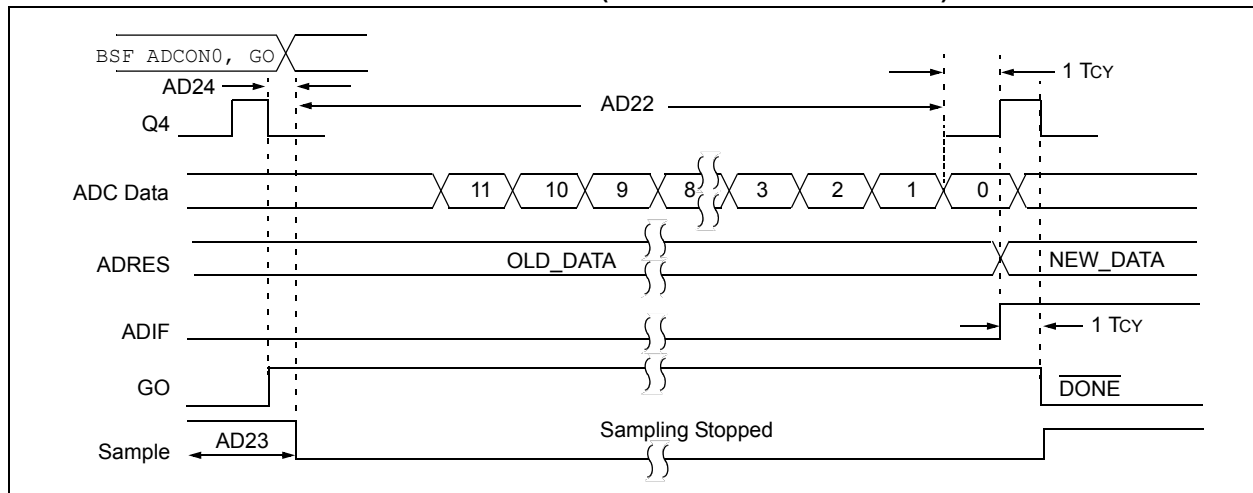 BSF ADCON0, GO
1 TCY
AD24
AD22
Q4
ADC Data
11 10 9 8 3 2 1 0
ADRES
OLD_DATA
NEW_DATA
ADIF
1 TCY
GO
DONE
Sampling Stopped
AD23
Sample